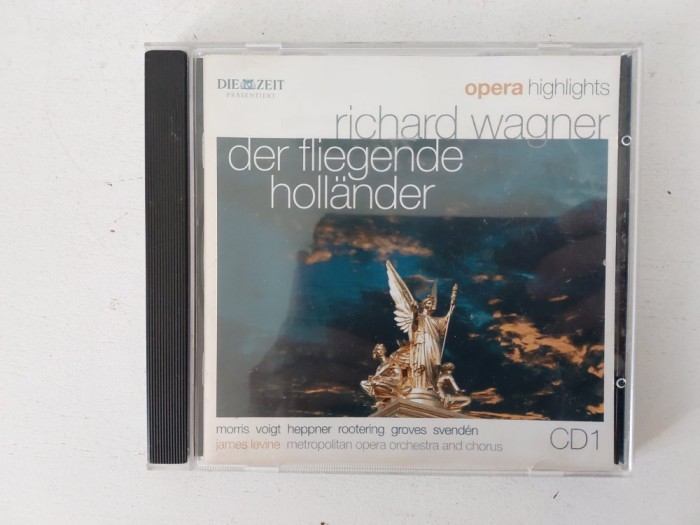 DIE ZEIT
PRÄSENTIERT
opera highlights
richard wagner
der fliegende
holländer
morris voigt heppner rootering groves svendén
james levine metropolitan opera orchestra and chorus
CD1